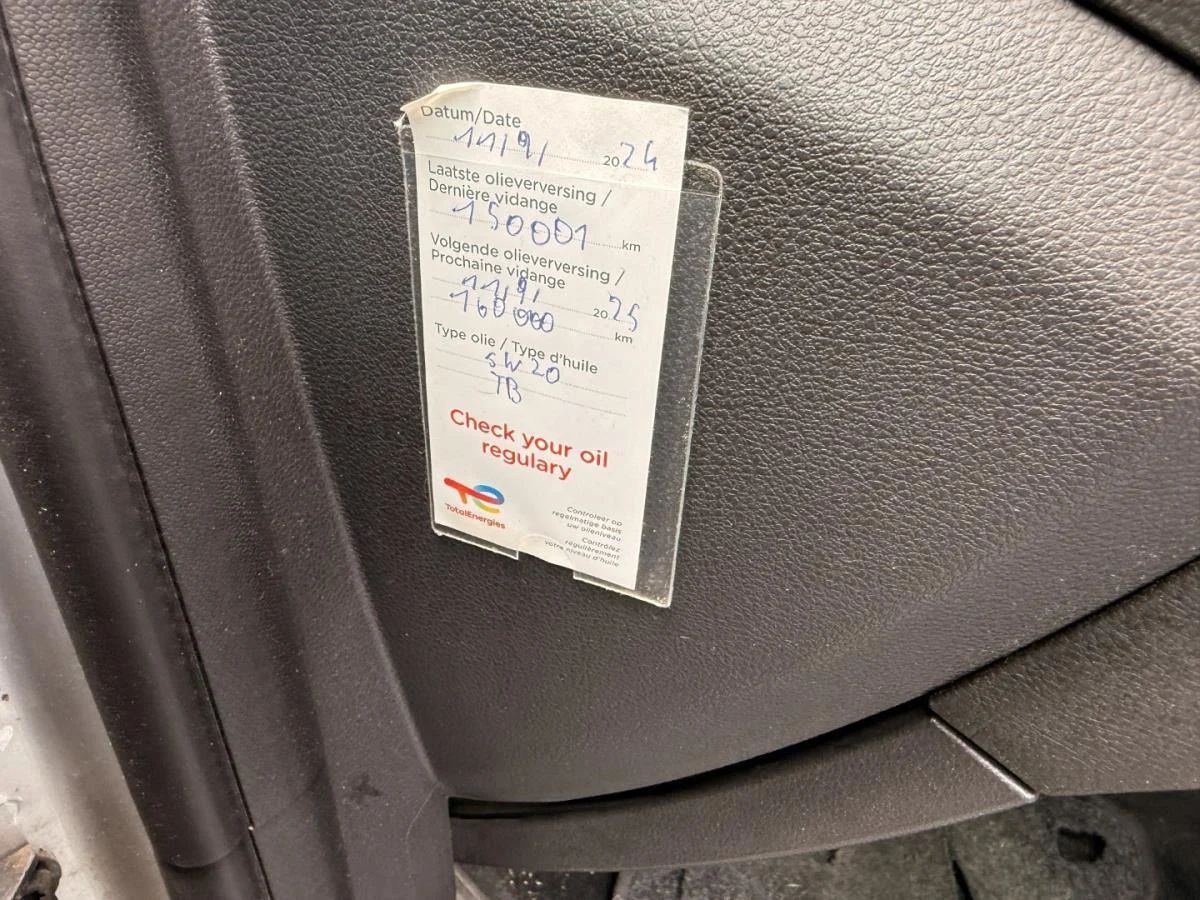 Datum/Date
11/9/ 2024
Laatste olieverversing /
Dernière vidange
150001 km
Volgende olieverversing /
Prochaine vidange
11/9/ 2025
160000 km
Type olie / Type d'huile
5W20
TB
Check your oil
regulary
TotalEnergies
Controleer op
regelmatige basis
uw olieniveau
Contrôlez
régulièrement
votre niveau d'huile